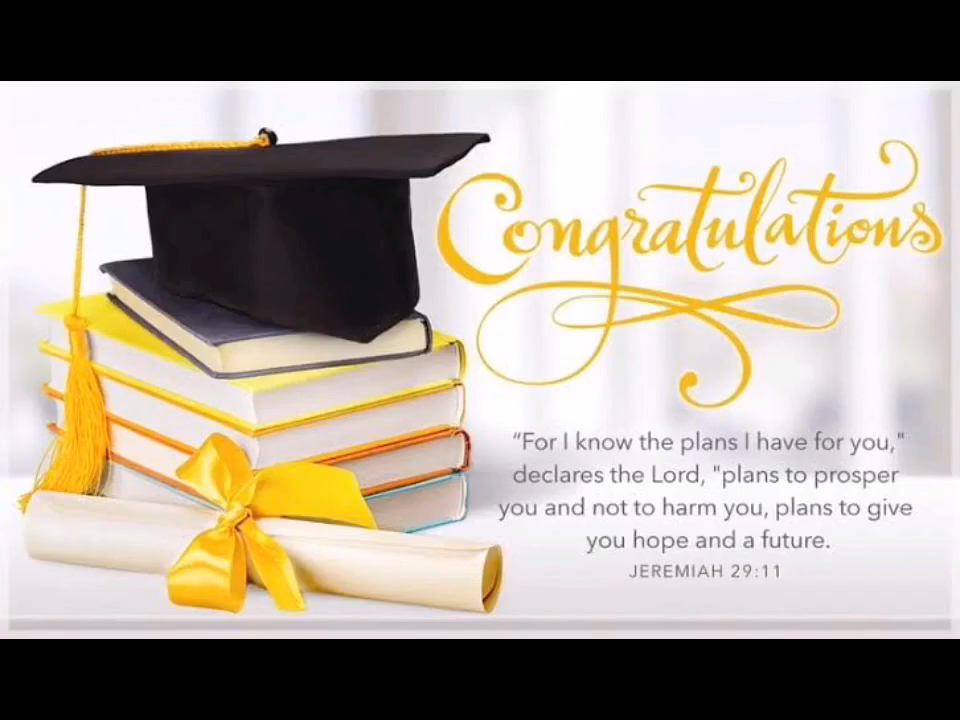 Congratulations
“For I know the plans I have for you,"
declares the Lord, "plans to prosper
you and not to harm you, plans to give
you hope and a future.
JEREMIAH 29:11